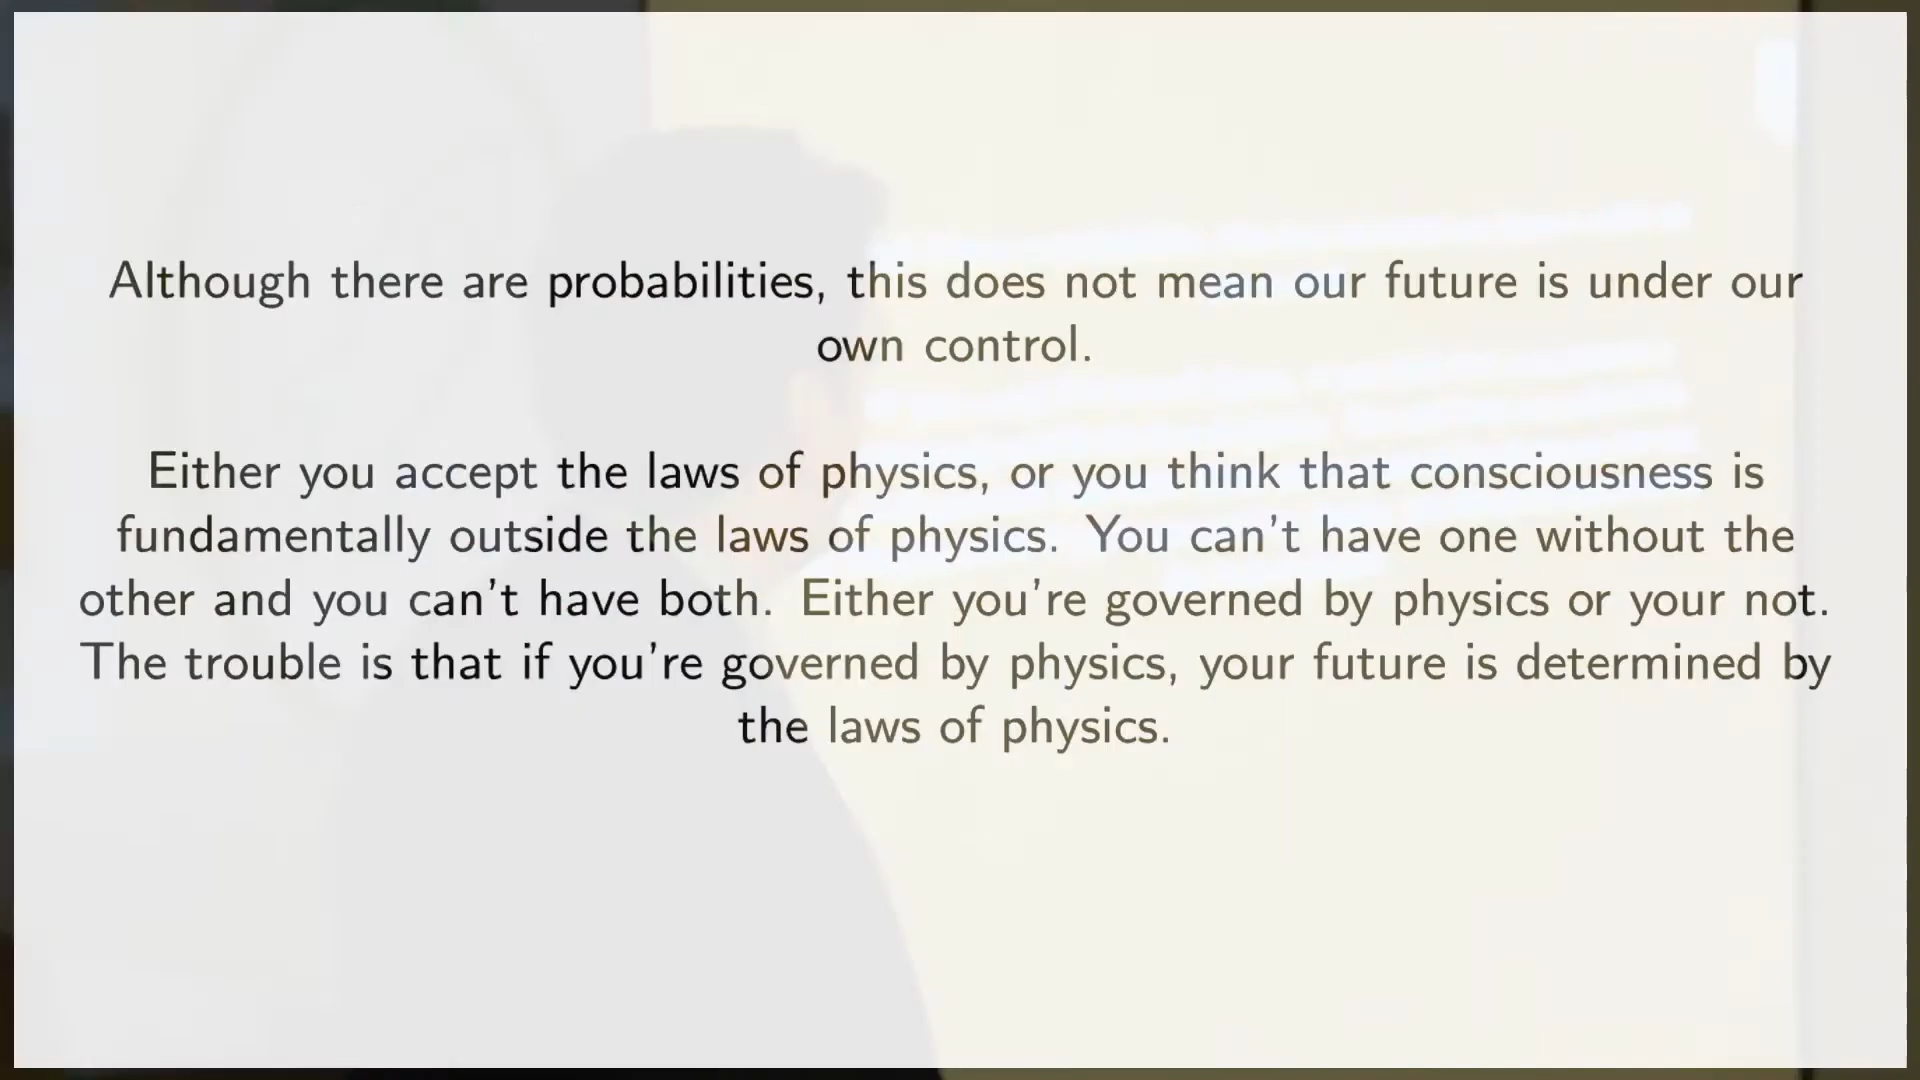 Although there are probabilities, this does not mean our future is under our
own control.
Either you accept the laws of physics, or you think that consciousness is
fundamentally outside the laws of physics. You can't have one without the
other and you can't have both. Either you're governed by physics or your not.
The trouble is that if you're governed by physics, your future is determined by
the laws of physics.